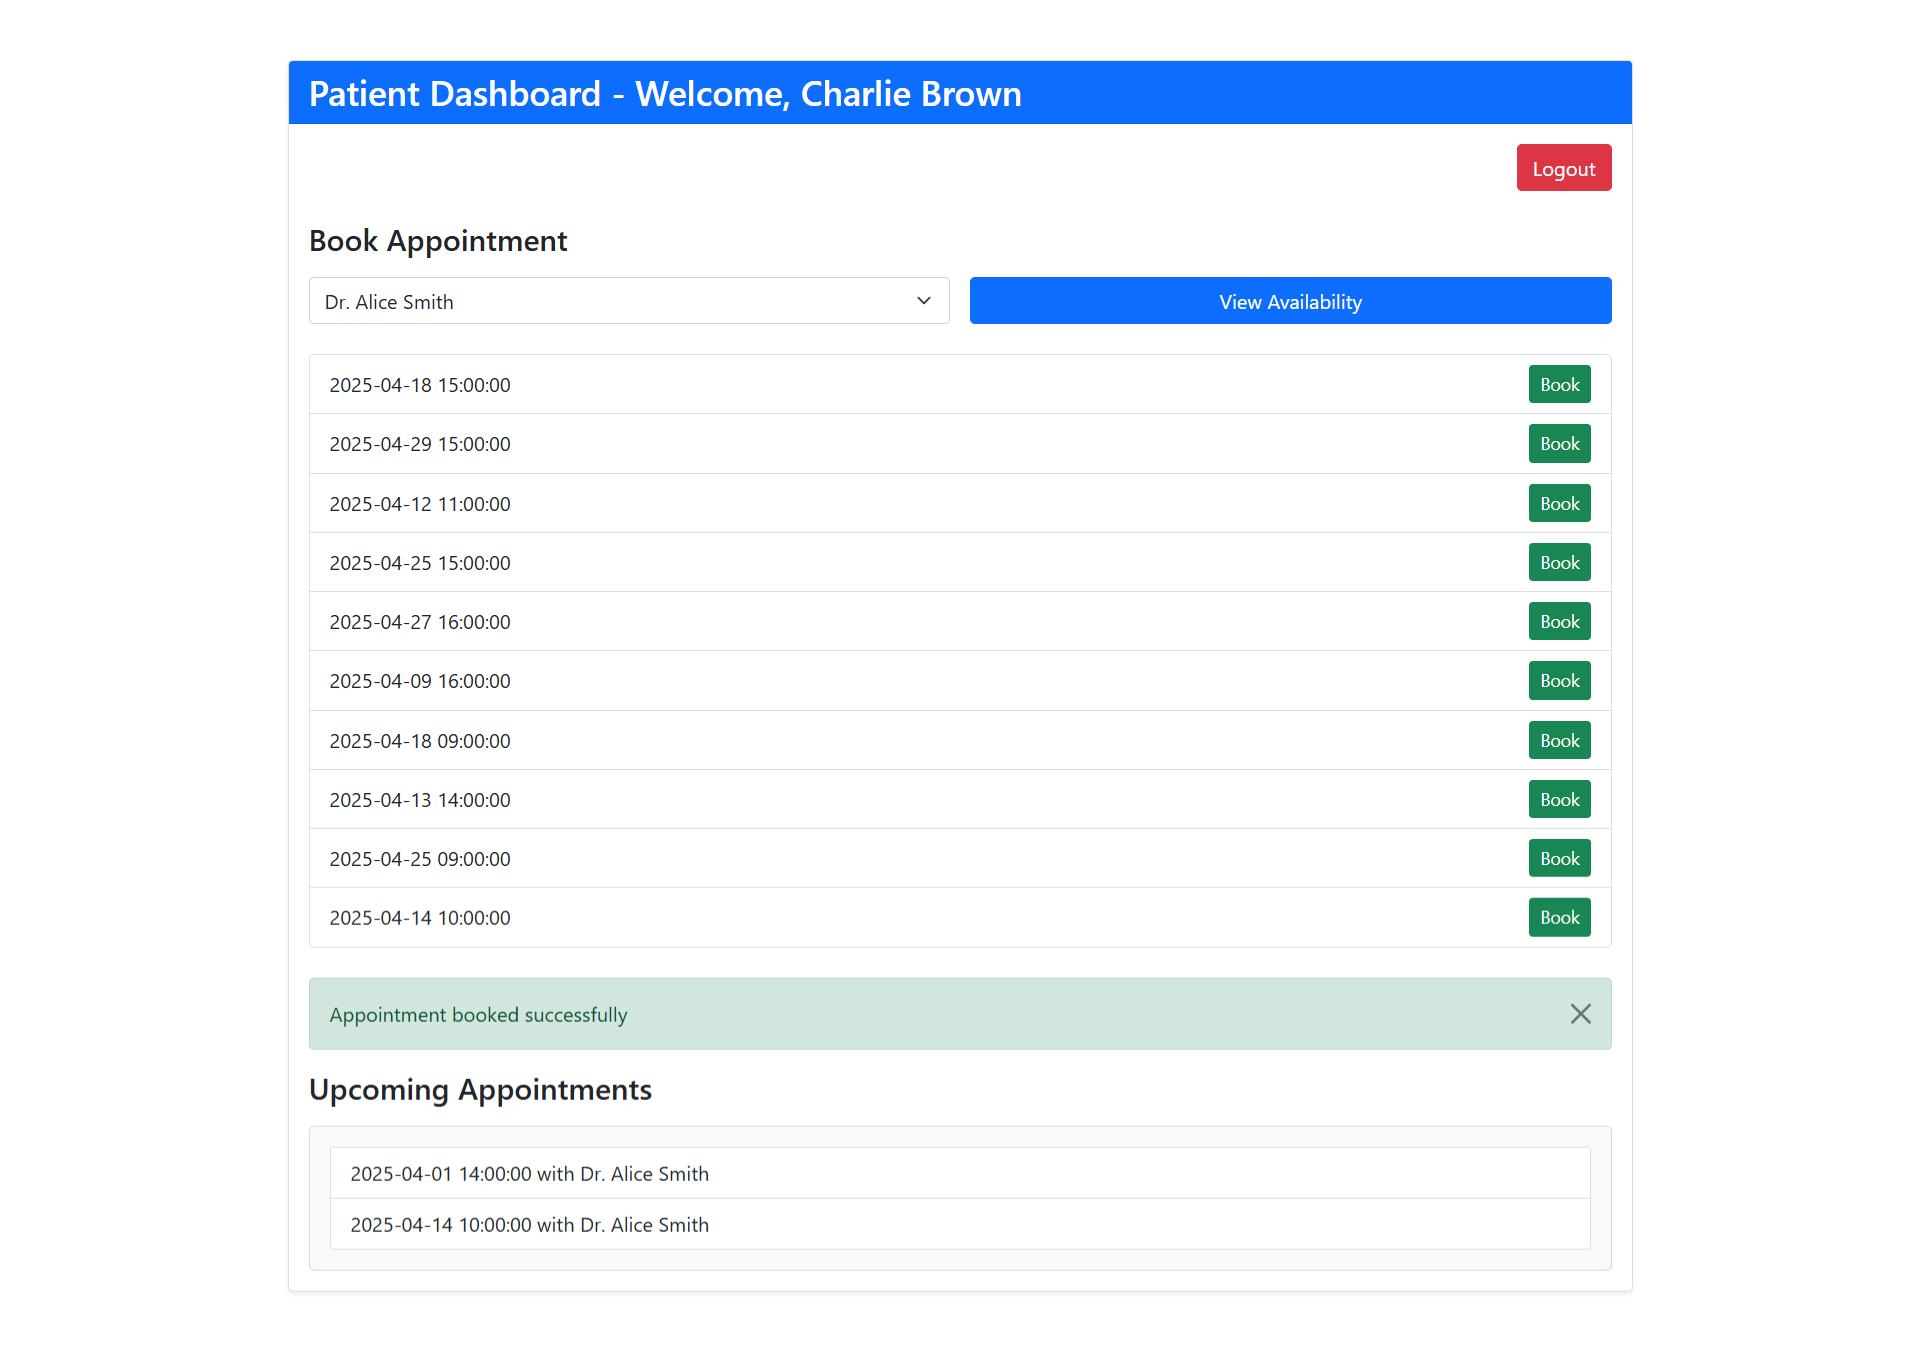 Patient Dashboard - Welcome, Charlie Brown
Logout
Book Appointment
Dr. Alice Smith
View Availability
2025-04-18 15:00:00 Book
2025-04-29 15:00:00 Book
2025-04-12 11:00:00 Book
2025-04-25 15:00:00 Book
2025-04-27 16:00:00 Book
2025-04-09 16:00:00 Book
2025-04-18 09:00:00 Book
2025-04-13 14:00:00 Book
2025-04-25 09:00:00 Book
2025-04-14 10:00:00 Book
Appointment booked successfully
Upcoming Appointments
2025-04-01 14:00:00 with Dr. Alice Smith
2025-04-14 10:00:00 with Dr. Alice Smith